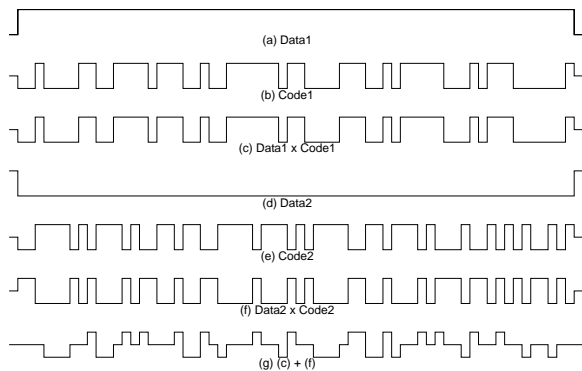 (a) Data1
(b) Code1
(c) Data1 x Code1
(d) Data2
(e) Code2
(f) Data2 x Code2
(g) (c) + (f)